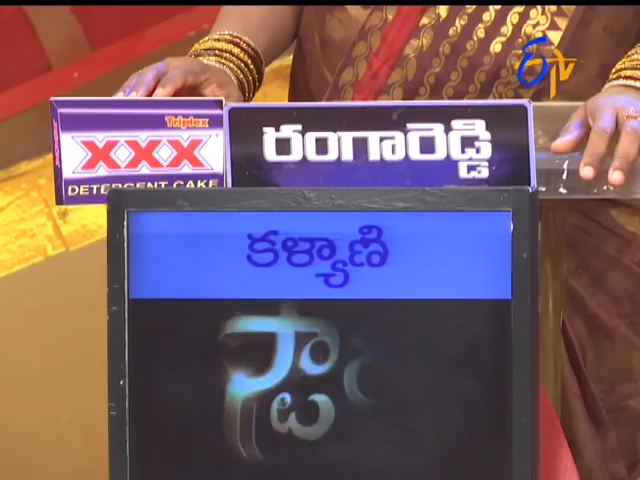 ETV
Triplex
XXX
DETERGENT CAKE
రంగారెడ్డి
కళ్యాణి
స్టా